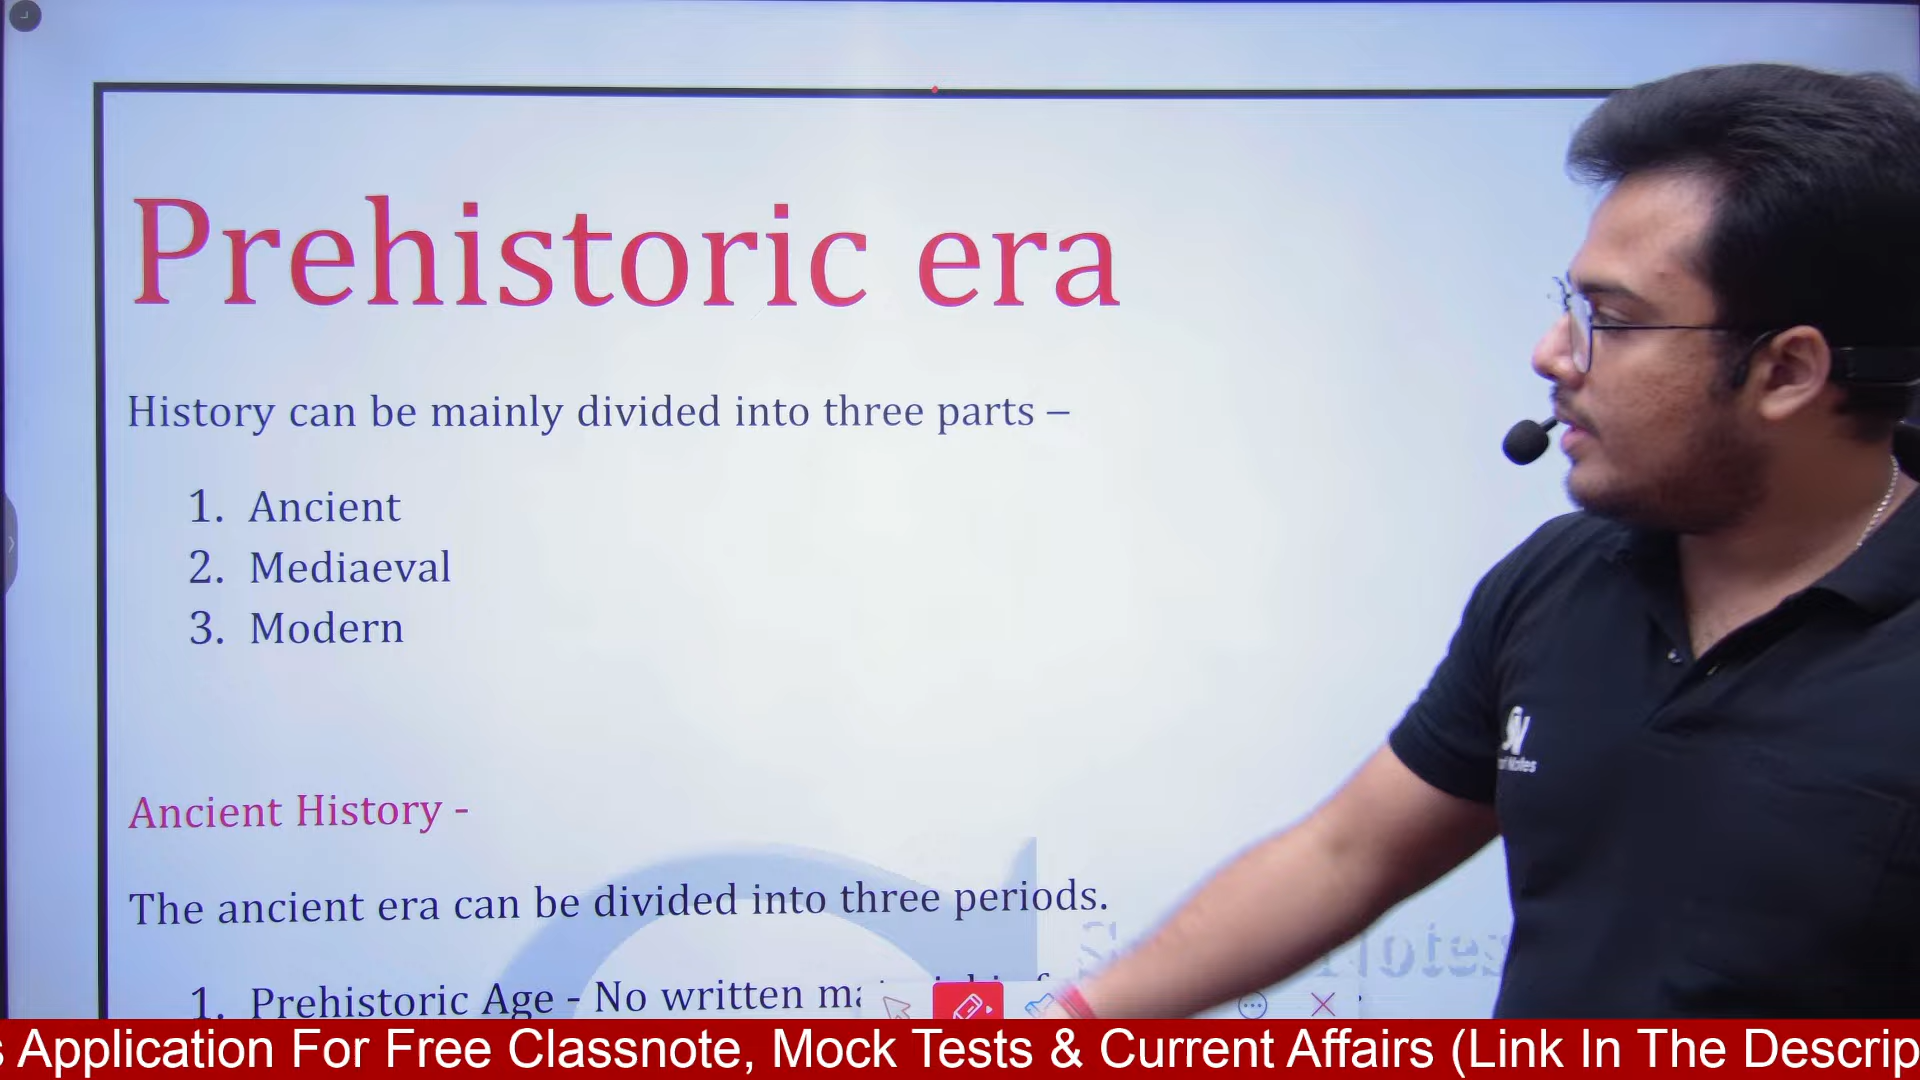 Prehistoric era
History can be mainly divided into three parts –
1. Ancient
2. Mediaeval
3. Modern
Ancient History -
The ancient era can be divided into three periods.
1. Prehistoric Age - No written
Notes
Application For Free Classnote, Mock Tests & Current Affairs (Link In The Descrip